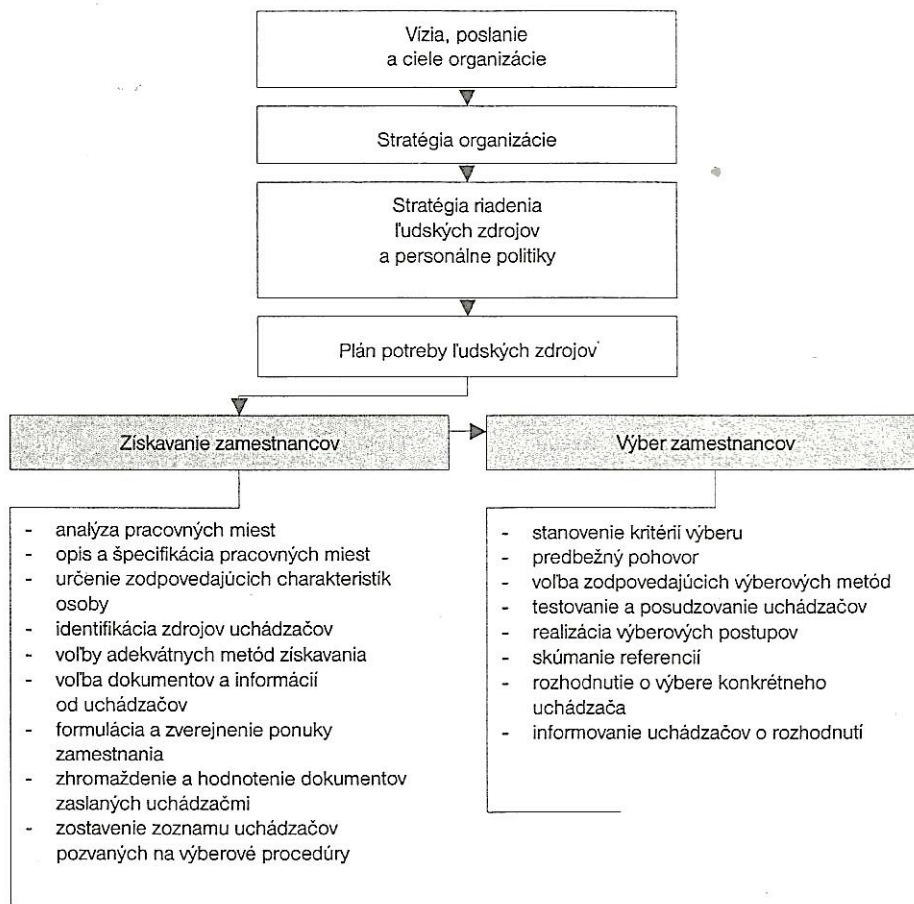 Vízia, poslanie
a ciele organizácie
Stratégia organizácie
Stratégia riadenia
ľudských zdrojov
a personálne politiky
Plán potreby ľudských zdrojov
Získavanie zamestnancov
Výber zamestnancov
- analýza pracovných miest
- opis a špecifikácia pracovných miest
- určenie zodpovedajúcich charakteristík
osoby
- identifikácia zdrojov uchádzačov
- voľby adekvátnych metód získavania
- voľba dokumentov a informácií
od uchádzačov
- formulácia a zverejnenie ponuky
zamestnania
- zhromaždenie a hodnotenie dokumentov
zaslaných uchádzačmi
- zostavenie zoznamu uchádzačov
pozvaných na výberové procedúry
- stanovenie kritérií výberu
- predbežný pohovor
- voľba zodpovedajúcich výberových metód
- testovanie a posudzovanie uchádzačov
- realizácia výberových postupov
- skúmanie referencií
- rozhodnutie o výbere konkrétneho
uchádzača
- informovanie uchádzačov o rozhodnutí